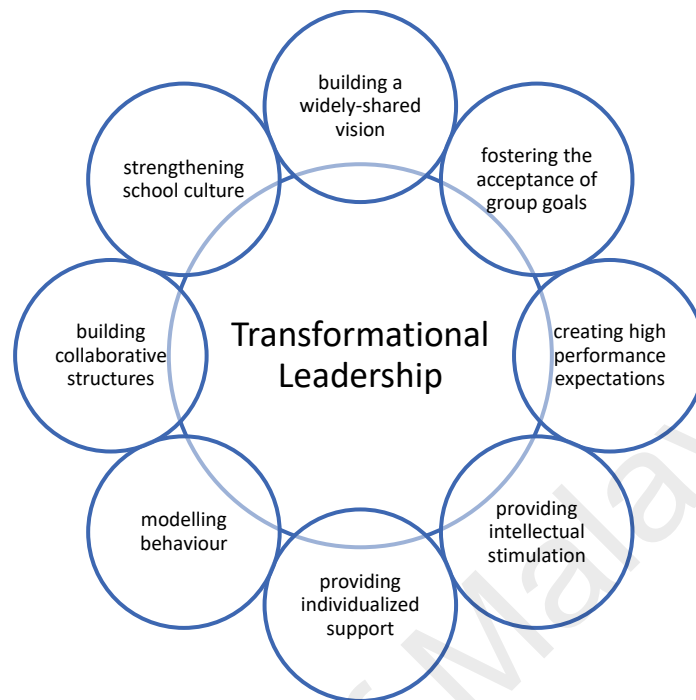 building a
widely-shared
vision
fostering the
acceptance of
group goals
creating high
performance
expectations
providing
intellectual
stimulation
providing
individualized
support
modelling
behaviour
building
collaborative
structures
strengthening
school culture
Transformational
Leadership